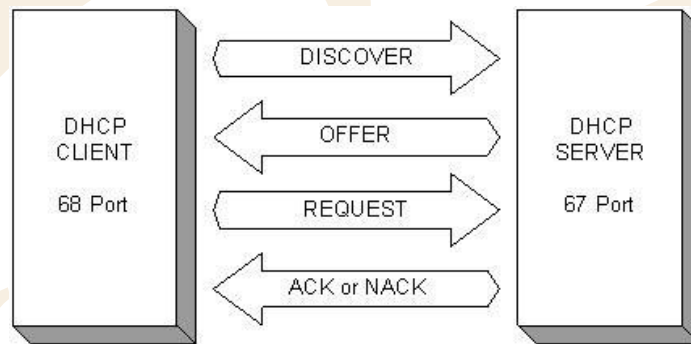 DHCP
CLIENT
68 Port
DISCOVER
OFFER
REQUEST
ACK or NACK
DHCP
SERVER
67 Port